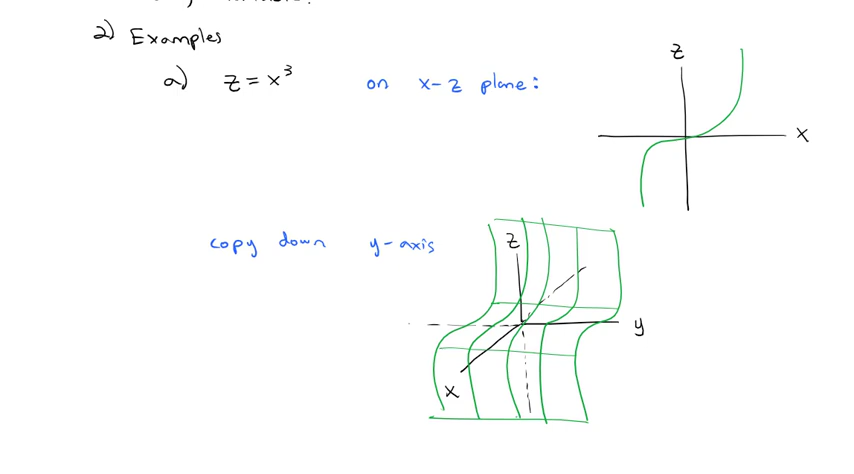 2) Examples
a) z = x³ on x-z plane:
z
x
copy down y-axis
z
y
x